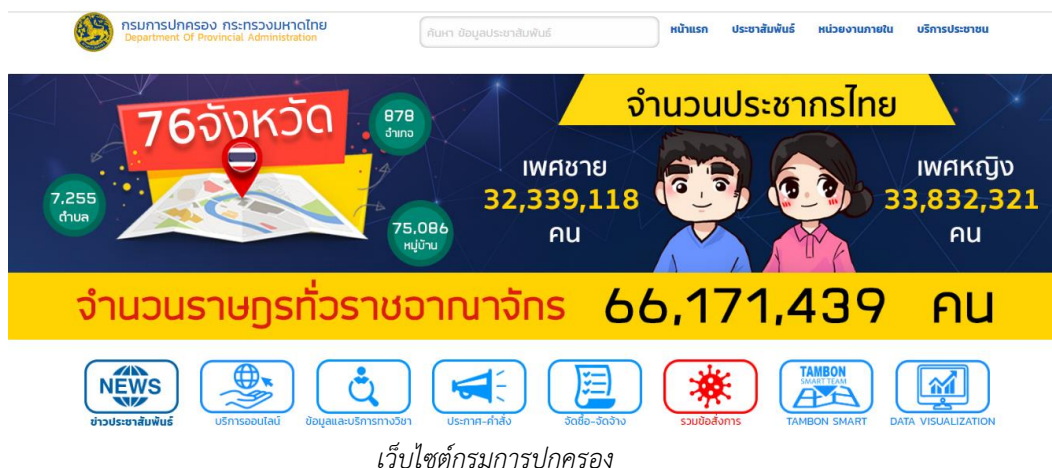 กรมการปกครอง กระทรวงมหาดไทย
Department Of Provincial Administration
ค้นหา ข้อมูลประชาสัมพันธ์
หน้าแรก ประชาสัมพันธ์ หน่วยงานภายใน บริการประชาชน
76จังหวัด
878
อำเภอ
7,255
ตำบล
75,086
หมู่บ้าน
จำนวนประชากรไทย
เพศชาย
32,339,118
คน
เพศหญิง
33,832,321
คน
จำนวนราษฎรทั่วราชอาณาจักร 66,171,439 คน
NEWS
ข่าวประชาสัมพันธ์
บริการออนไลน์
ข้อมูลและบริการทางวิชา
ประกาศ-คำสั่ง
จัดซื้อ-จัดจ้าง
รวมข้อสั่งการ
TAMBON
SMART TEAM
TAMBON SMART
DATA VISUALIZATION
เว็บไซต์กรมการปกครอง